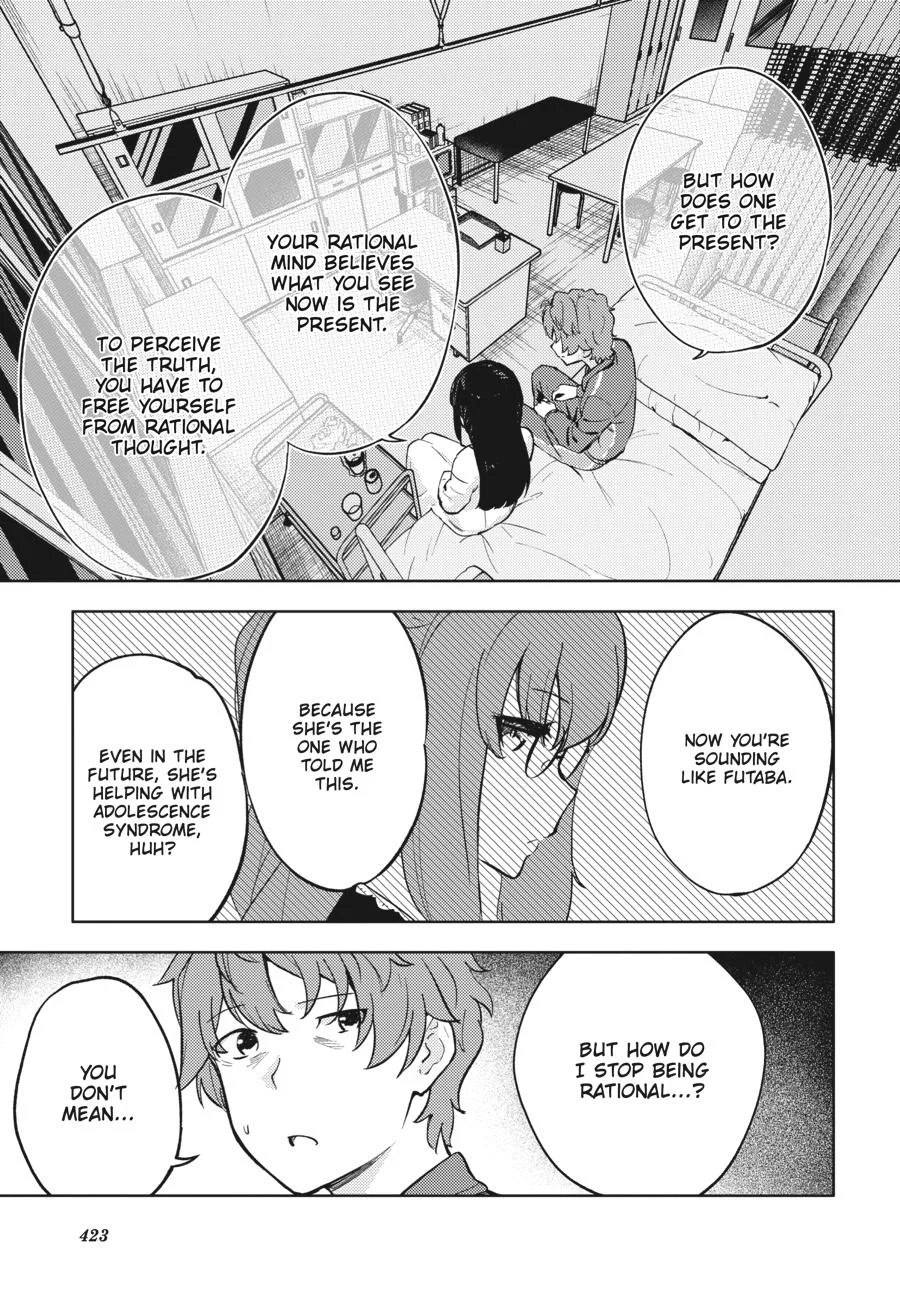 BUT HOW
DOES ONE
GET TO THE
PRESENT?
YOUR RATIONAL
MIND BELIEVES
WHAT YOU SEE
NOW IS THE
PRESENT.
TO PERCEIVE
THE TRUTH,
YOU HAVE TO
FREE YOURSELF
FROM RATIONAL
THOUGHT.
NOW YOU'RE
SOUNDING
LIKE FUTABA.
BECAUSE
SHE'S THE
ONE WHO
TOLD ME
THIS.
EVEN IN THE
FUTURE, SHE'S
HELPING WITH
ADOLESCENCE
SYNDROME,
HUH?
BUT HOW DO
I STOP BEING
RATIONAL...?
YOU
DON'T
MEAN...
423